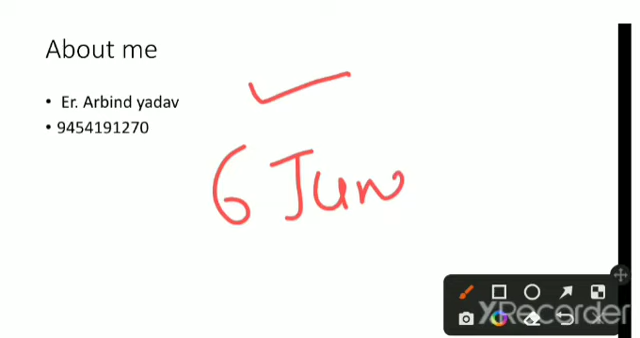 About me
• Er. Arbind yadav
• 9454191270
6 Jun
XRecorder